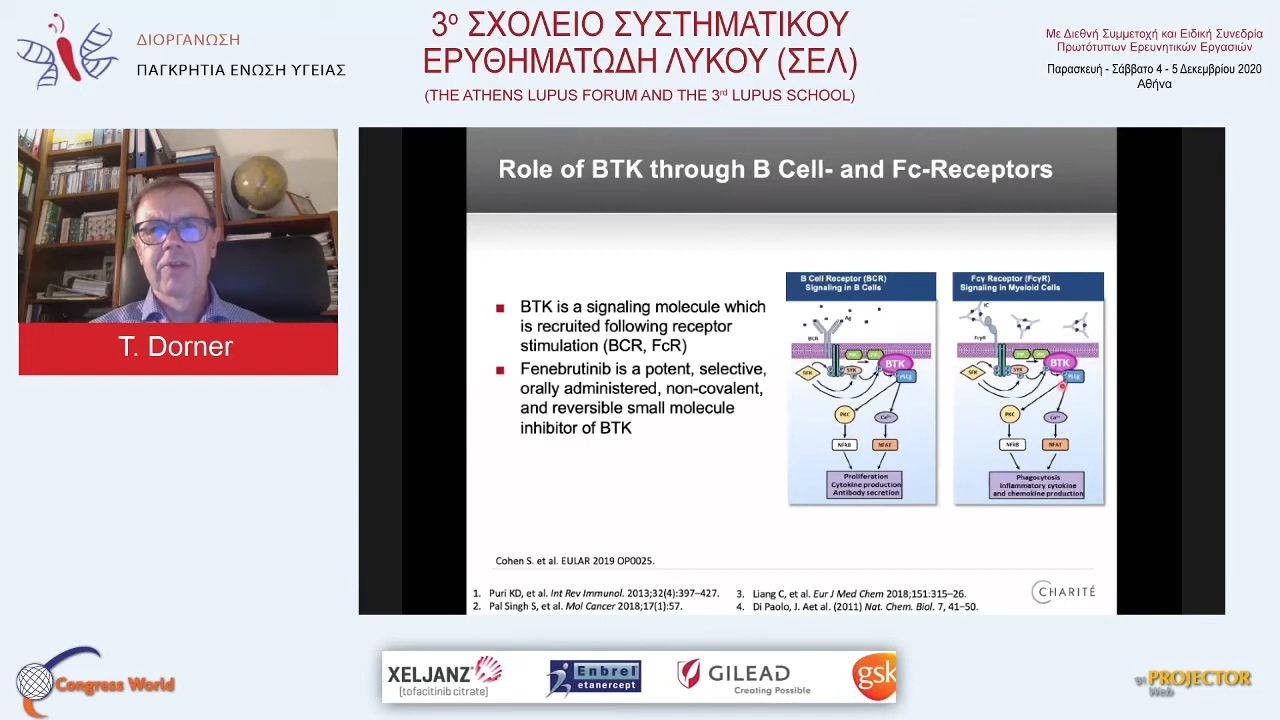 ΔΙΟΡΓΑΝΩΣΗ
ΠΑΓΚΡΗΤΙΑ ΕΝΩΣΗ ΥΓΕΙΑΣ
3ο ΣΧΟΛΕΙΟ ΣΥΣΤΗΜΑΤΙΚΟΥ
ΕΡΥΘΗΜΑΤΩΔΗ ΛΥΚΟΥ (ΣΕΛ)
(THE ATHENS LUPUS FORUM AND THE 3rd LUPUS SCHOOL)
Με Διεθνή Συμμετοχή και Ειδική Συνεδρία
Πρωτότυπων Ερευνητικών Εργασιών
Παρασκευή - Σάββατο 4 - 5 Δεκεμβρίου 2020
Αθήνα
T. Dorner
Role of BTK through B Cell- and Fc-Receptors
BTK is a signaling molecule which
is recruited following receptor
stimulation (BCR, FcR)
Fenebrutinib is a potent, selective,
orally administered, non-covalent,
and reversible small molecule
inhibitor of BTK
B Cell Receptor (BCR)
Signaling in B Cells
Ag
BCR
SFK
SYK
BTK
PKC
Ca2+
NFkB
NFAT
Proliferation
Cytokine production
Antibody secretion
Fcγ Receptor (FcγR)
Signaling in Myeloid Cells
IC
FcγR
SFK
SYK
BTK
PKC
Ca2+
NFkB
NFAT
Phagocytosis
Inflammatory cytokine
and chemokine production
Cohen S. et al. EULAR 2019 OP0025.
1. Puri KD, et al. Int Rev Immunol. 2013;32(4):397–427.
2. Pal Singh S, et al. Mol Cancer 2018;17(1):57.
3. Liang C, et al. Eur J Med Chem 2018;151:315–26.
4. Di Paolo, J. Aet al. (2011) Nat. Chem. Biol. 7, 41–50.
CHARITÉ
Congress World
XELJANZ
[tofacitinib citrate]
Enbrel
etanercept
GILEAD
Creating Possible
gsk
PROJECTOR
Web